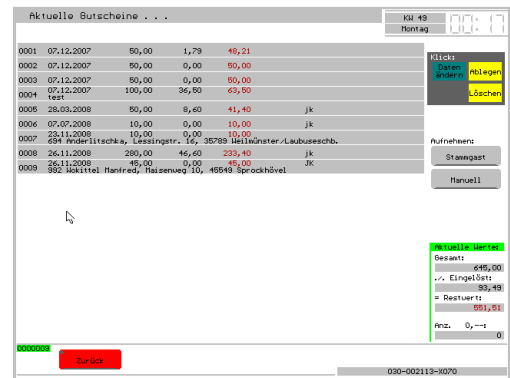 Aktuelle Gutscheine . . .
KW 49
Montag
0001 07.12.2007 50,00 1,79 48,21
0002 07.12.2007 50,00 0,00 50,00
0003 07.12.2007 50,00 0,00 50,00
0004 07.12.2007 100,00 36,50 63,50
test
0005 28.03.2008 50,00 8,60 41,40 jk
0006 07.07.2008 10,00 0,00 10,00 jk
0007 23.11.2008 10,00 0,00 10,00
694 Anderlitschka, Lessingstr. 16, 35789 Weilmünster/Laubuseschb.
0008 26.11.2008 280,00 46,60 233,40 jk
0009 26.11.2008 45,00 0,00 45,00 JK
992 Wokittel Manfred, Maisenweg 10, 45549 Sprockhövel
Klick:
Daten ändern
Ablegen
Löschen
Aufnehmen:
Stammgast
Manuell
Aktuelle Werte:
Gesamt:
645,00
./. Eingelöst:
93,49
= Restwert:
551,51
Anz. 0,--:
0
0000009
Zurück
030-002113-X070